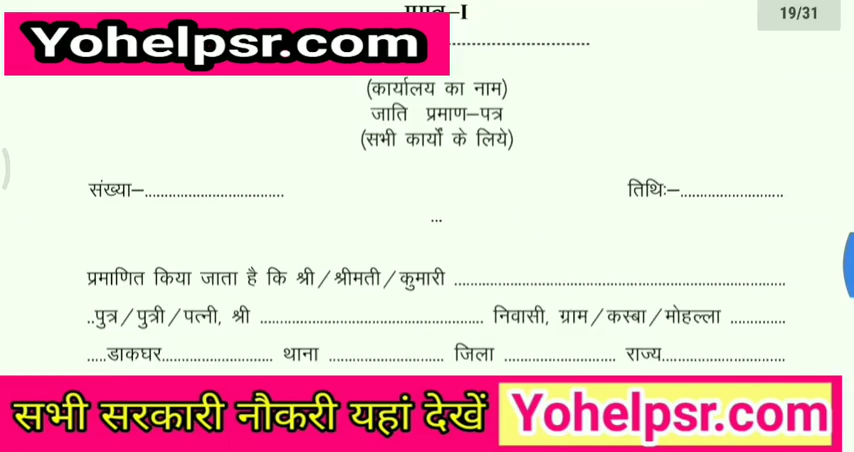 –I
19/31
Yohelpsr.com
................................
(कार्यालय का नाम)
जाति प्रमाण–पत्र
(सभी कार्यों के लिये)
संख्या–................................... तिथिः–..........................
...
प्रमाणित किया जाता है कि श्री/श्रीमती/कुमारी ....................................................................................
..पुत्र/पुत्री/पत्नी, श्री ......................................................... निवासी, ग्राम/कस्बा/मोहल्ला ..............
.....डाकघर............................ थाना ............................. जिला ............................ राज्य...............................
सभी सरकारी नौकरी यहां देखें Yohelpsr.com